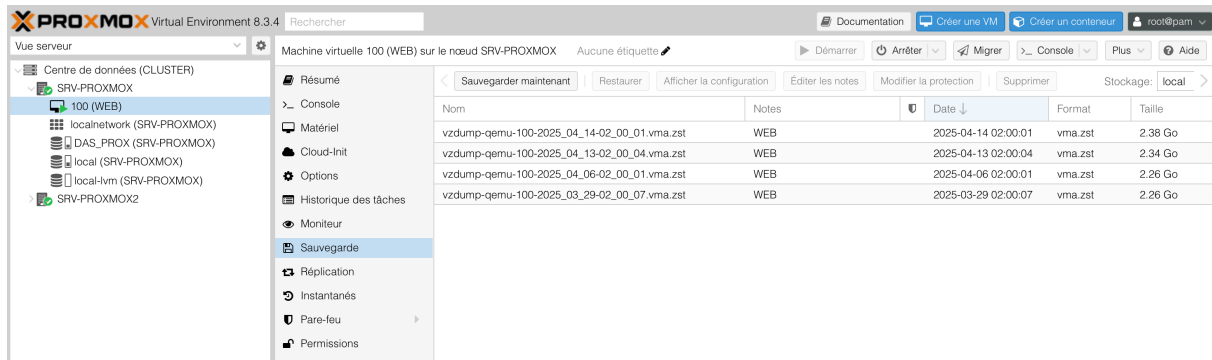 PROXMOX Virtual Environment 8.3.4 Rechercher Documentation Créer une VM Créer un conteneur root@pam
Vue serveur
Machine virtuelle 100 (WEB) sur le nœud SRV-PROXMOX Aucune étiquette Démarrer Arrêter Migrer Console Plus Aide
Centre de données (CLUSTER)
SRV-PROXMOX
100 (WEB)
localnetwork (SRV-PROXMOX)
DAS_PROX (SRV-PROXMOX)
local (SRV-PROXMOX)
local-lvm (SRV-PROXMOX)
SRV-PROXMOX2
Résumé
Console
Matériel
Cloud-Init
Options
Historique des tâches
Moniteur
Sauvegarde
Réplication
Instantanés
Pare-feu
Permissions
Sauvegarder maintenant Restaurer Afficher la configuration Éditer les notes Modifier la protection Supprimer Stockage: local
Nom Notes Date ↓ Format Taille
vzdump-qemu-100-2025_04_14-02_00_01.vma.zst WEB 2025-04-14 02:00:01 vma.zst 2.38 Go
vzdump-qemu-100-2025_04_13-02_00_04.vma.zst WEB 2025-04-13 02:00:04 vma.zst 2.34 Go
vzdump-qemu-100-2025_04_06-02_00_01.vma.zst WEB 2025-04-06 02:00:01 vma.zst 2.26 Go
vzdump-qemu-100-2025_03_29-02_00_07.vma.zst WEB 2025-03-29 02:00:07 vma.zst 2.26 Go